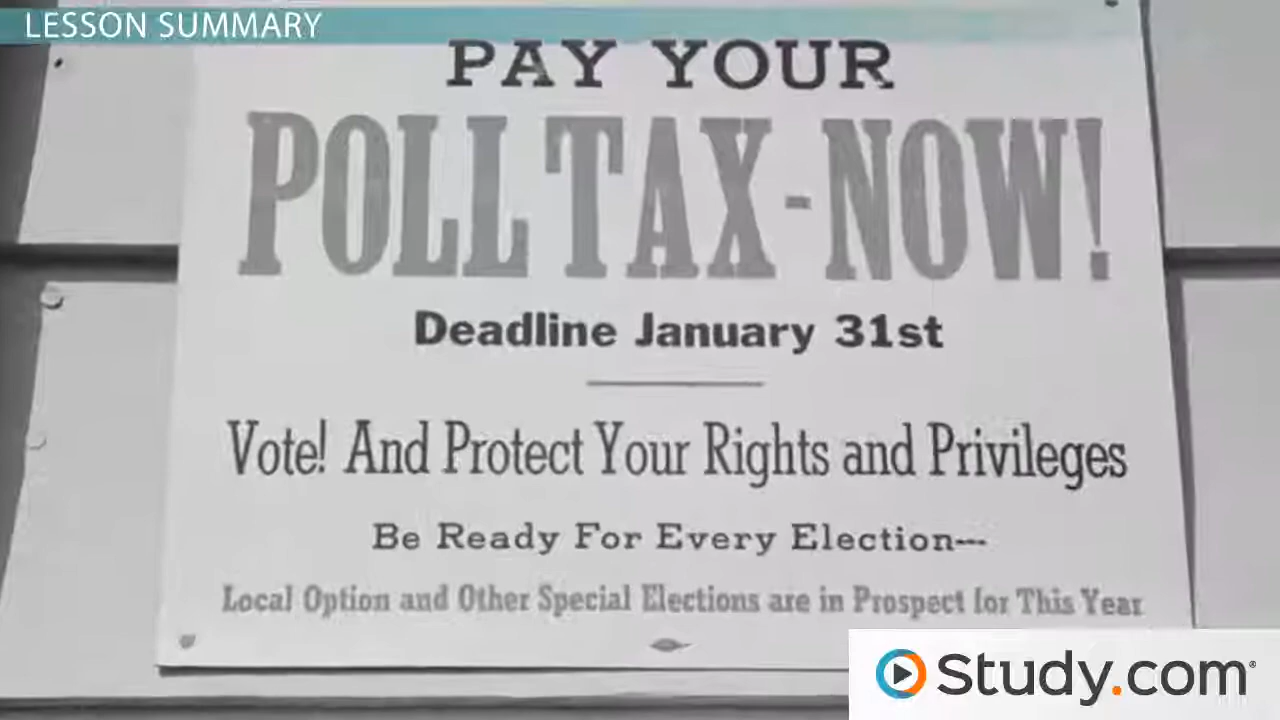 LESSON SUMMARY
PAY YOUR
POLL TAX-NOW!
Deadline January 31st
Vote! And Protect Your Rights and Privileges
Be Ready For Every Election---
Local Option and Other Special Elections are in Prospect for This Year
Study.com®